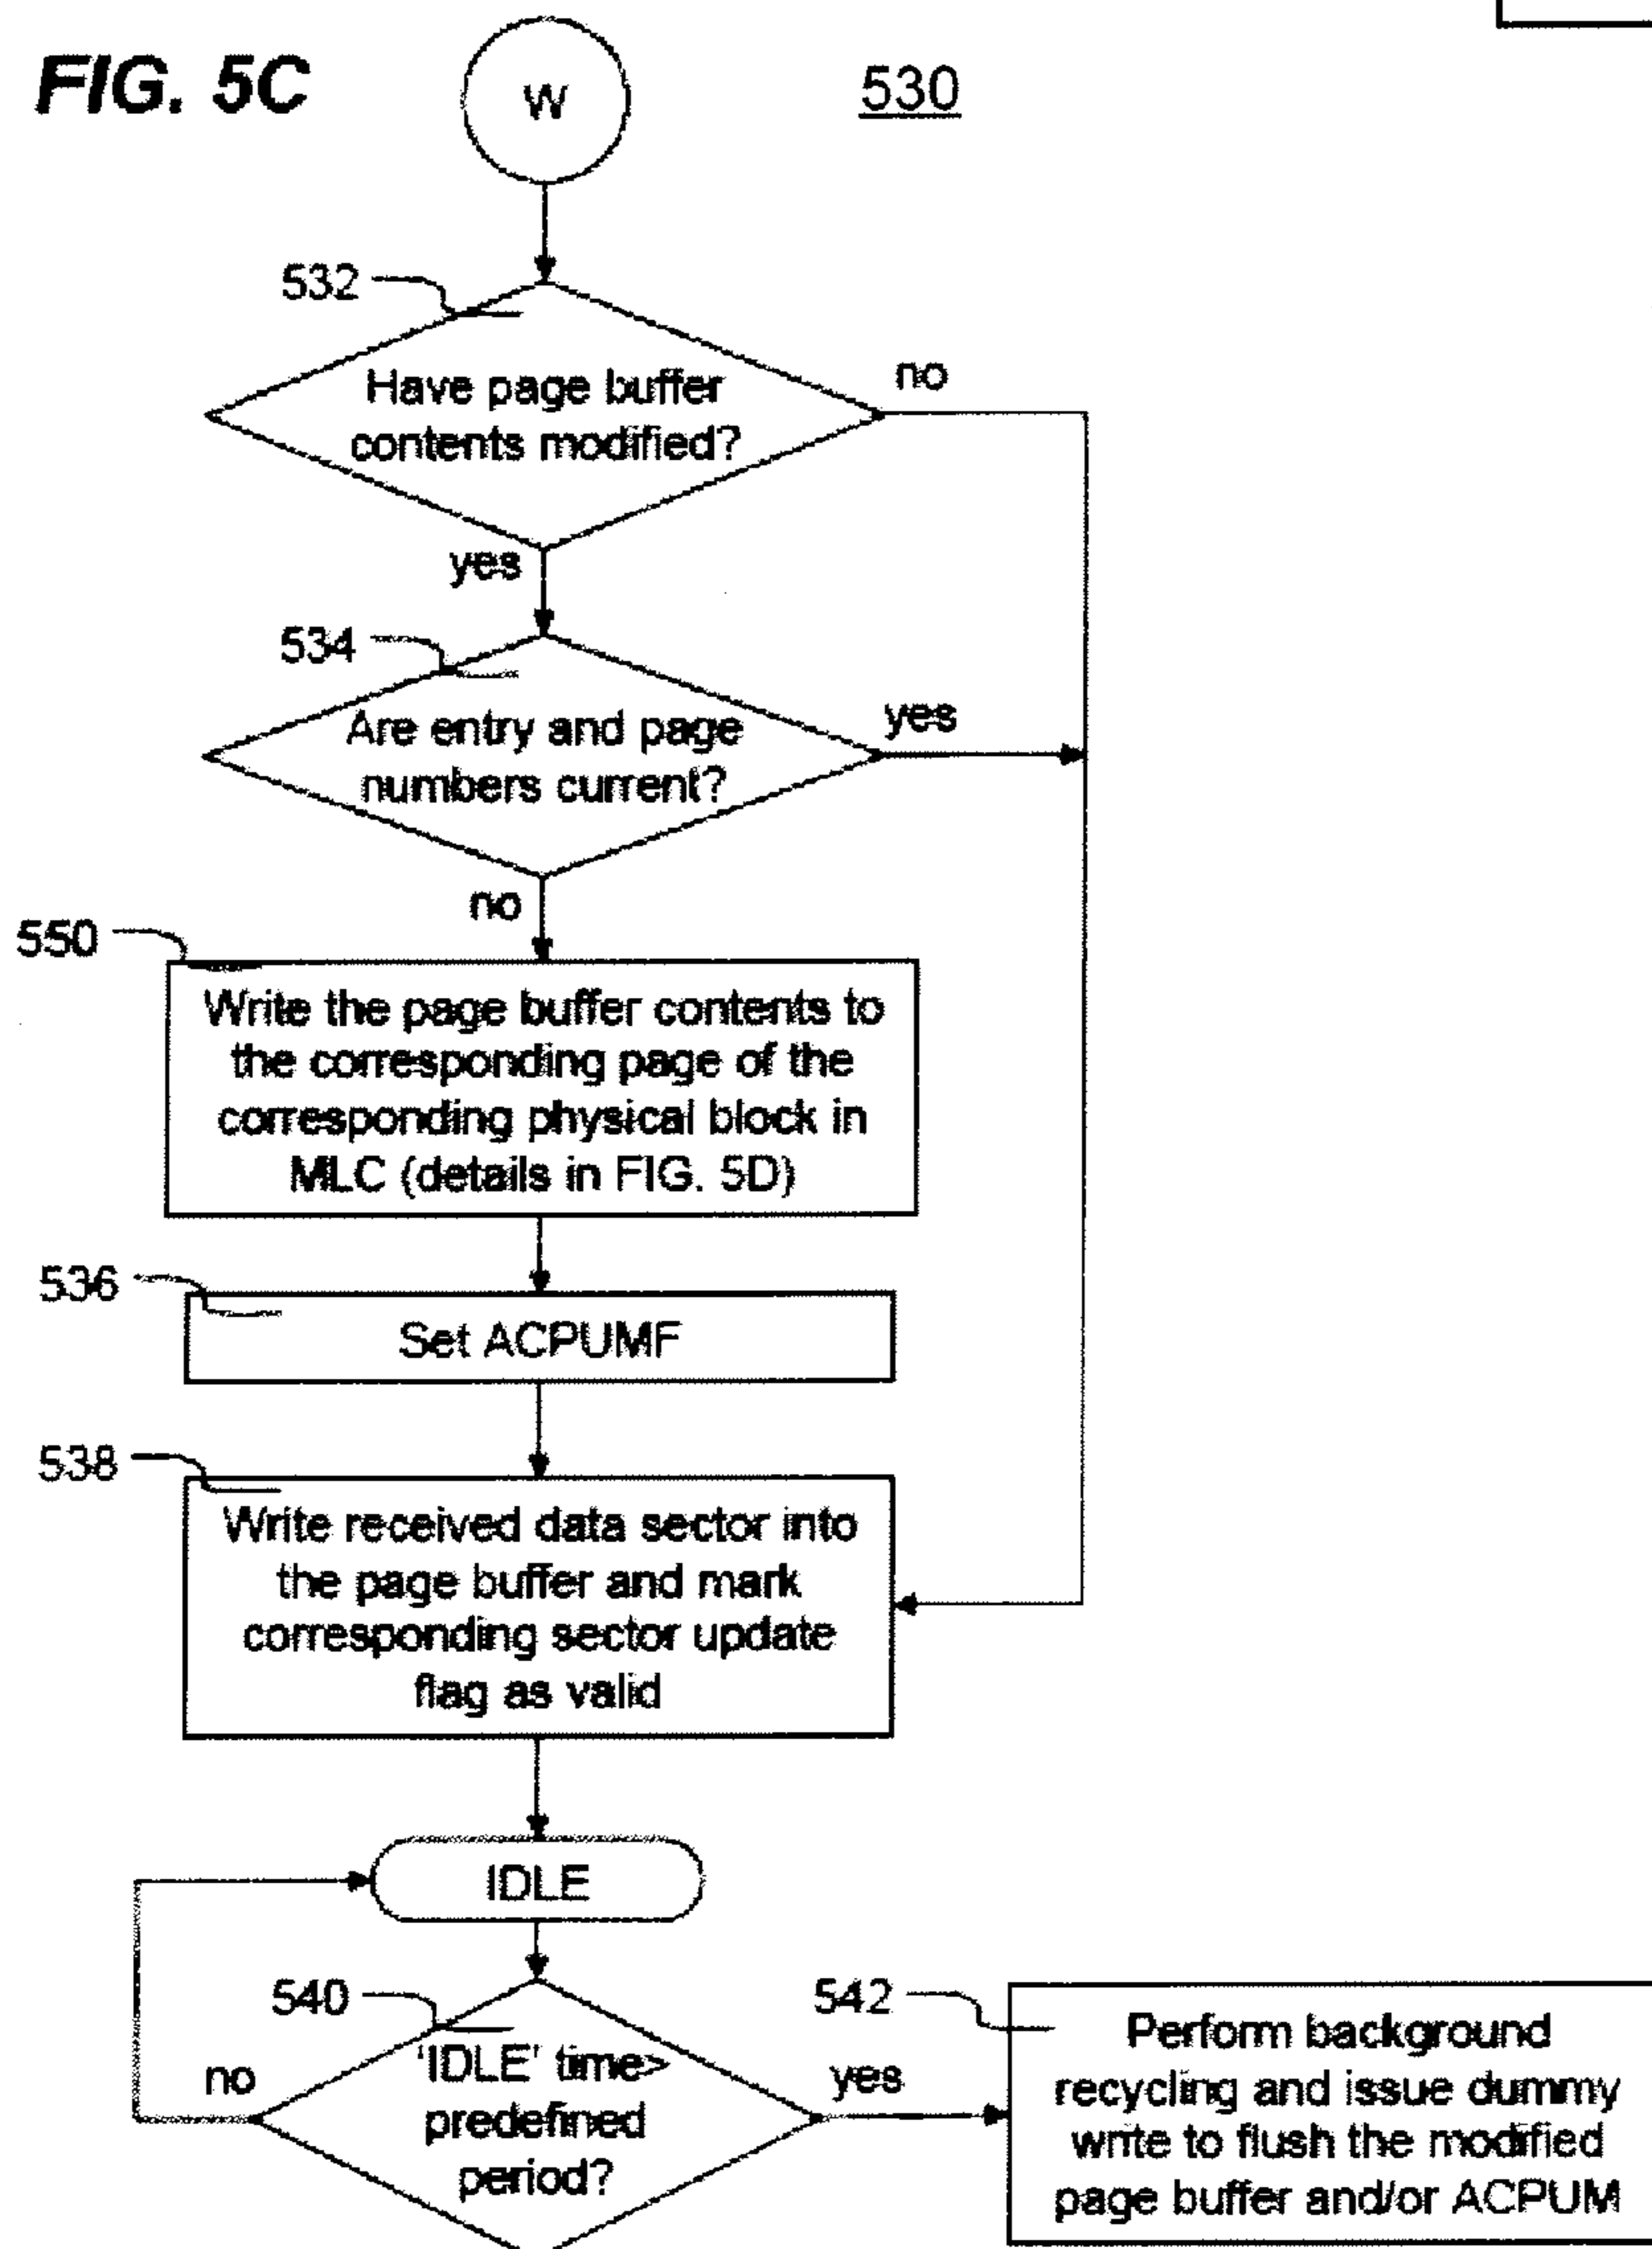 FIG. 5C
W
530
532
Have page buffer
contents modified?
no
yes
534
Are entry and page
numbers current?
yes
no
550
Write the page buffer contents to
the corresponding page of the
corresponding physical block in
MLC (details in FIG. 5D)
536
Set ACPUMF
538
Write received data sector into
the page buffer and mark
corresponding sector update
flag as valid
IDLE
540
'IDLE' time>
predefined
period?
no
yes
542
Perform background
recycling and issue dummy
write to flush the modified
page buffer and/or ACPUM